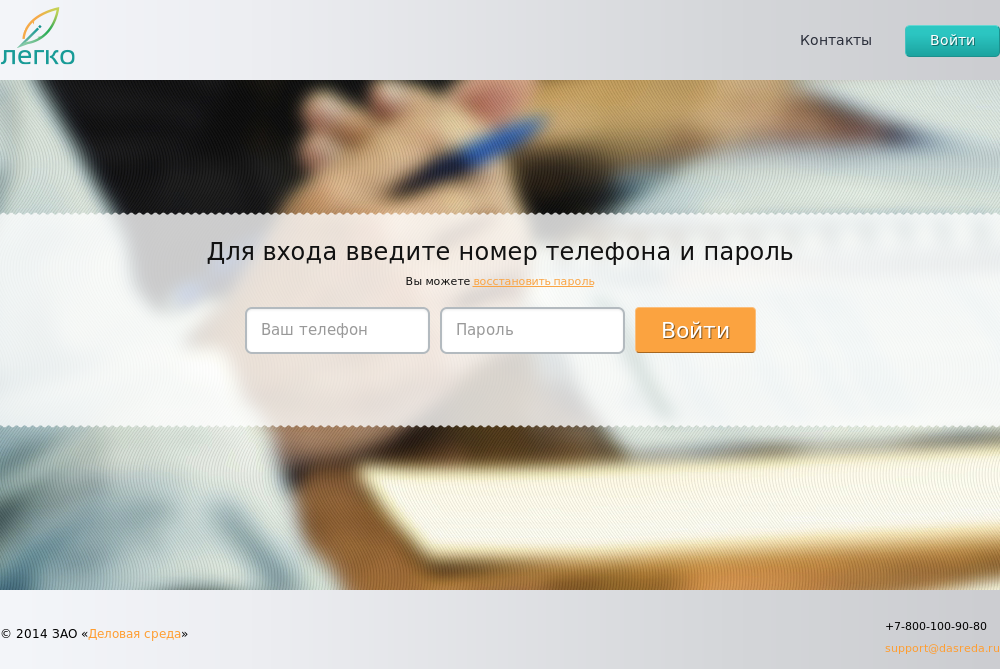 легко
Контакты
Войти
Для входа введите номер телефона и пароль
Вы можете восстановить пароль
Ваш телефон
Пароль
Войти
© 2014 ЗАО «Деловая среда»
+7-800-100-90-80
support@dasreda.ru